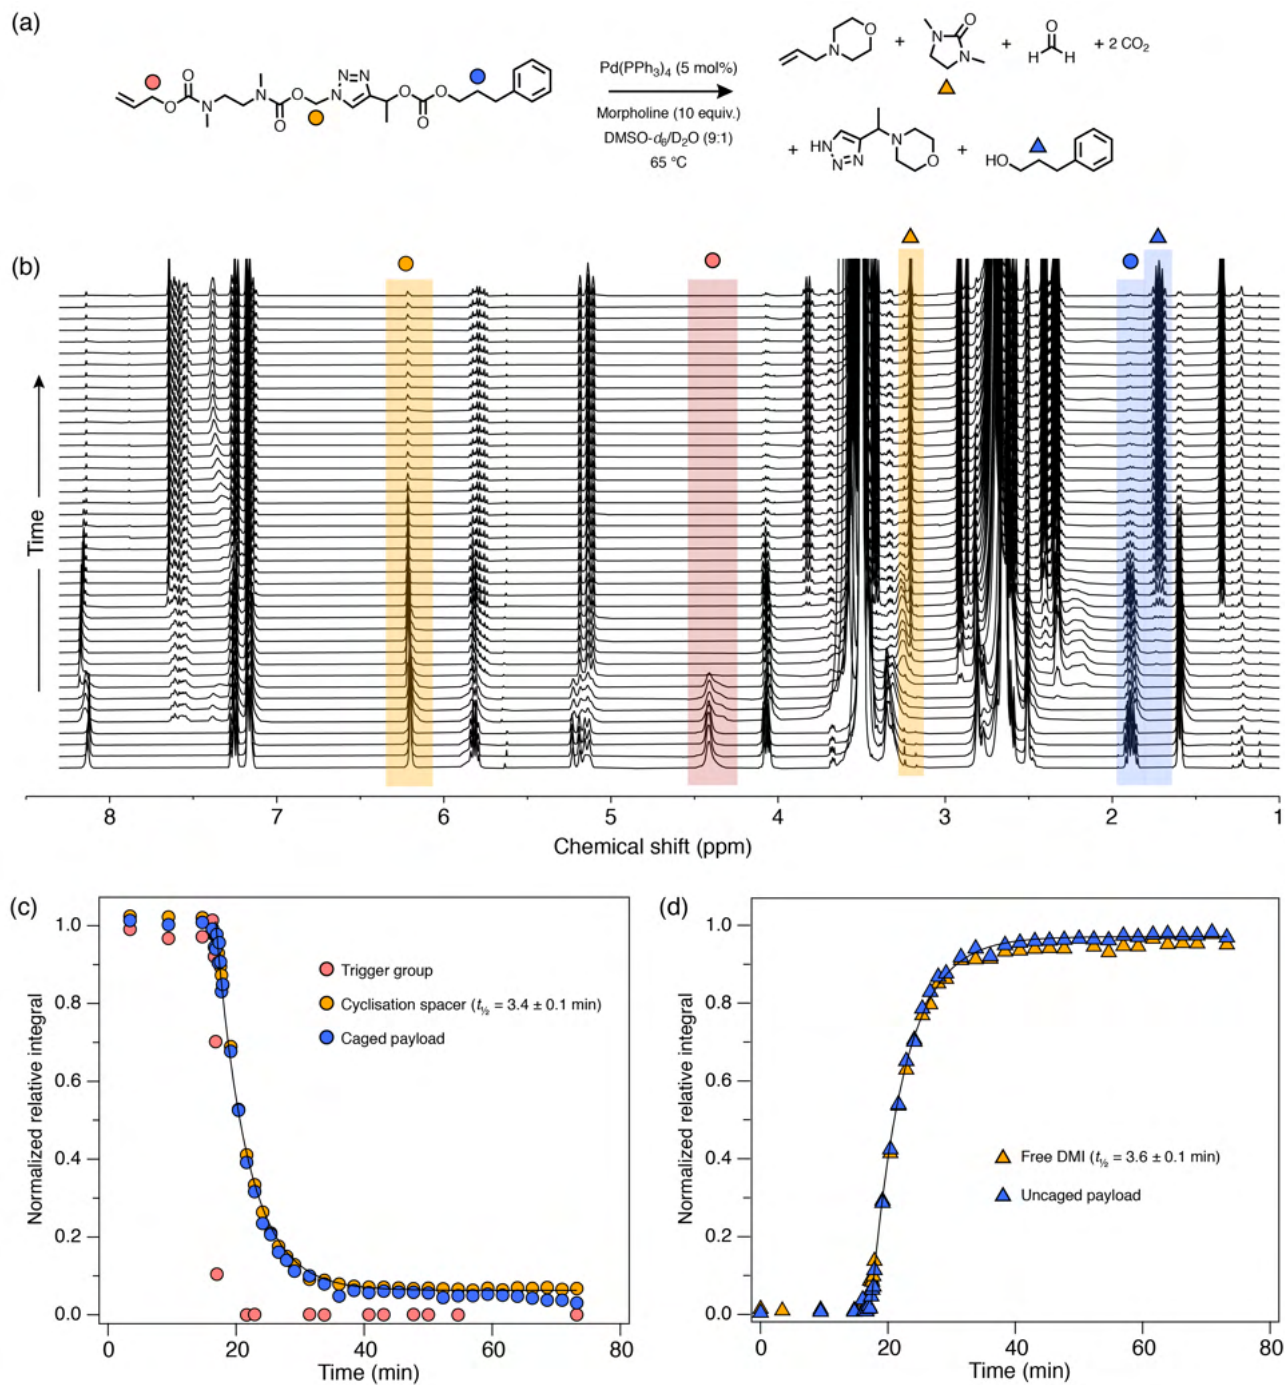 (a)
O
O
N
N
O
O
N
N=N
N
O
O
O
Pd(PPh₃)₄ (5 mol%)
Morpholine (10 equiv.)
DMSO-d₆/D₂O (9:1)
65 °C
N
O
+
N
O
N
+
O
H
H
+ 2 CO₂
+
HN
N
N
N
O
+
HO
(b)
Time
8
7
6
5
4
3
2
1
Chemical shift (ppm)
(c)
Normalized relative integral
1.0
0.8
0.6
0.4
0.2
0.0
Trigger group
Cyclisation spacer (t½ = 3.4 ± 0.1 min)
Caged payload
0
20
40
60
80
Time (min)
(d)
Normalized relative integral
1.0
0.8
0.6
0.4
0.2
0.0
Free DMI (t½ = 3.6 ± 0.1 min)
Uncaged payload
0
20
40
60
80
Time (min)